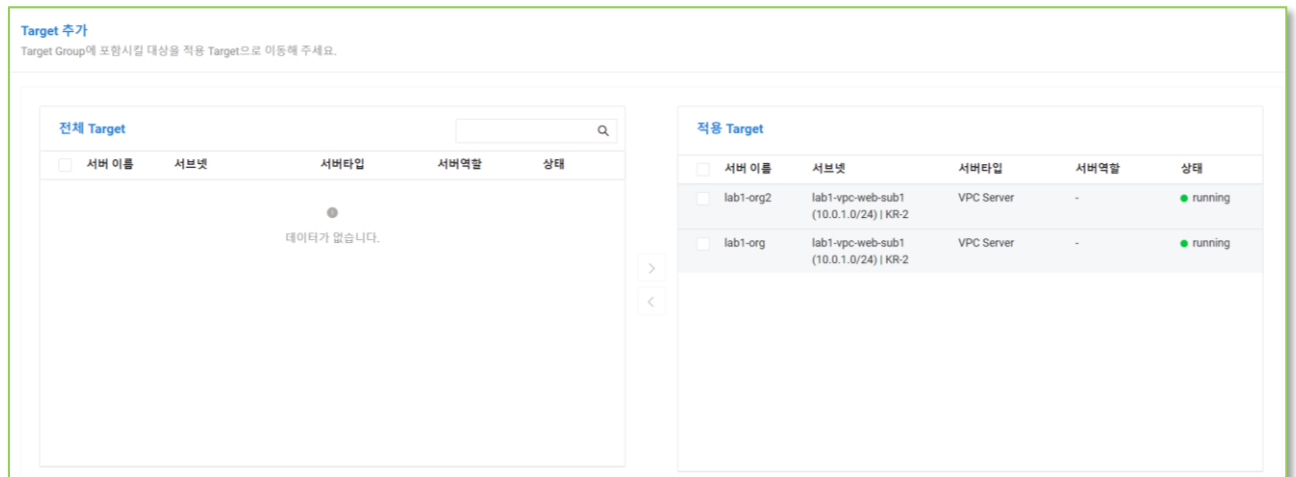 Target 추가
Target Group에 포함시킬 대상을 적용 Target으로 이동해 주세요.
전체 Target
서버 이름 서브넷 서버타입 서버역할 상태
데이터가 없습니다.
적용 Target
서버 이름 서브넷 서버타입 서버역할 상태
lab1-org2 lab1-vpc-web-sub1 VPC Server - running
(10.0.1.0/24) | KR-2
lab1-org lab1-vpc-web-sub1 VPC Server - running
(10.0.1.0/24) | KR-2